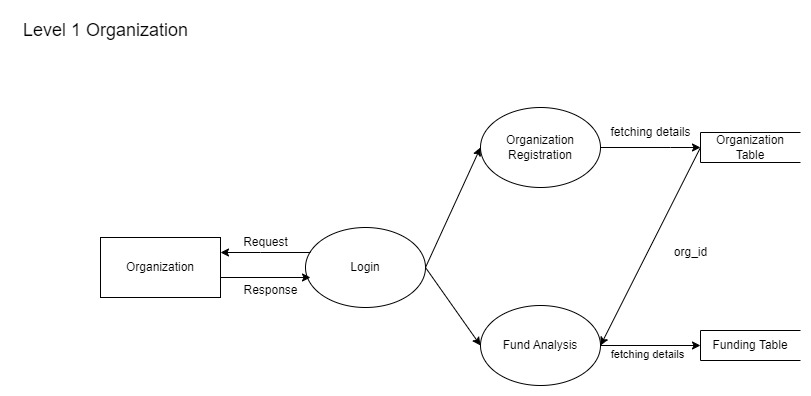 Level 1 Organization
Organization
Registration
fetching details
Organization
Table
Request
Organization
Login
org_id
Response
Fund Analysis
fetching details
Funding Table